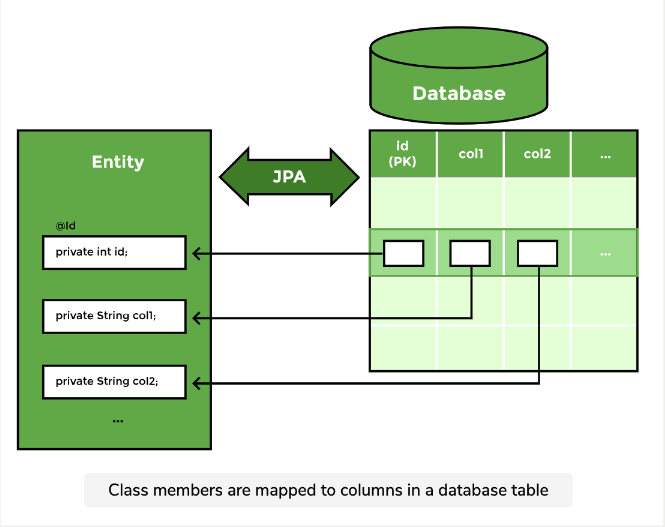 Database
Entity
JPA
id
(PK)
col1
col2
...
@Id
private int id;
...
private String col1;
private String col2;
...
Class members are mapped to columns in a database table